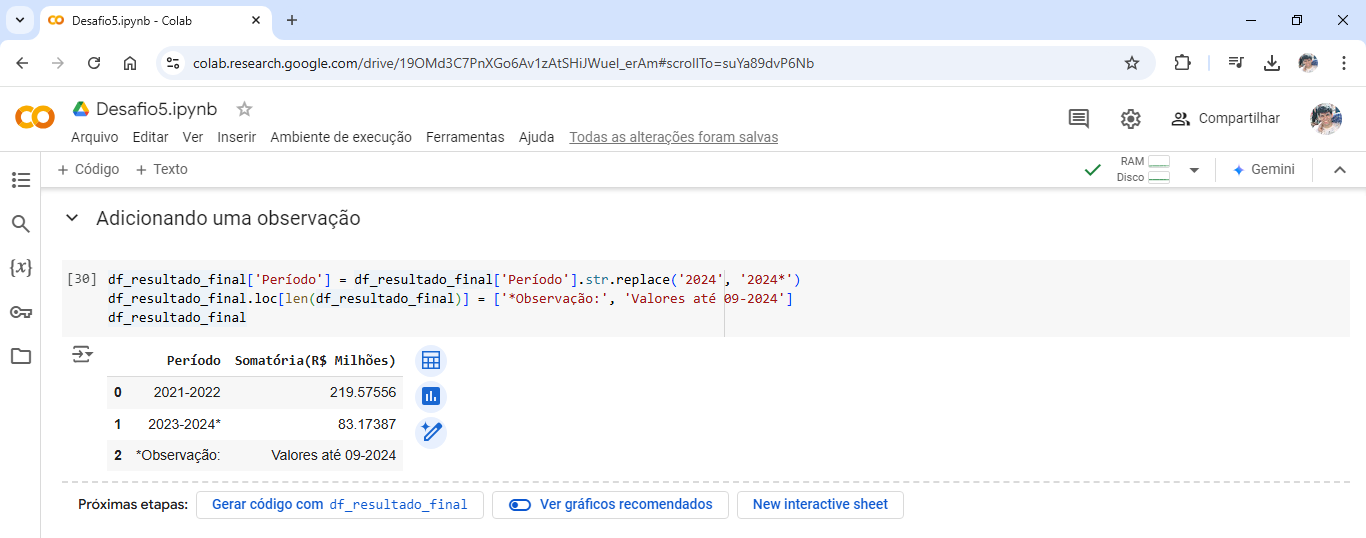 Desafio5.ipynb - Colab
colab.research.google.com/drive/19OMd3C7PnXGo6Av1zAtSHiJWuel_erAm#scrollTo=suYa89dvP6Nb
Desafio5.ipynb
Arquivo Editar Ver Inserir Ambiente de execução Ferramentas Ajuda Todas as alterações foram salvas
Compartilhar
+ Código + Texto
RAM
Disco
Gemini
Adicionando uma observação
[30] df_resultado_final['Período'] = df_resultado_final['Período'].str.replace('2024', '2024*')
df_resultado_final.loc[len(df_resultado_final)] = ['*Observação:', 'Valores até 09-2024']
df_resultado_final
Período Somatória(R$ Milhões)
0 2021-2022 219.57556
1 2023-2024* 83.17387
2 *Observação: Valores até 09-2024
Próximas etapas: Gerar código com df_resultado_final Ver gráficos recomendados New interactive sheet